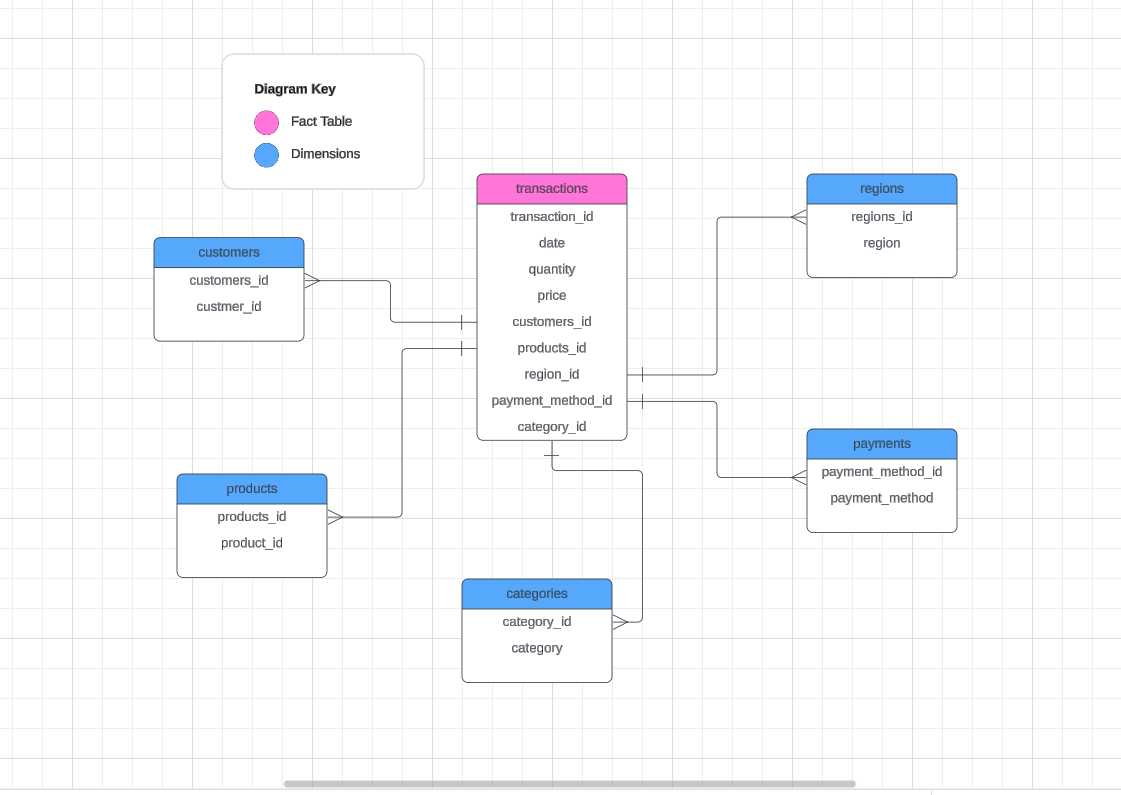 Diagram Key
Fact Table
Dimensions
transactions
transaction_id
date
quantity
price
customers_id
products_id
region_id
payment_method_id
category_id
regions
regions_id
region
customers
customers_id
custmer_id
payments
payment_method_id
payment_method
products
products_id
product_id
categories
category_id
category